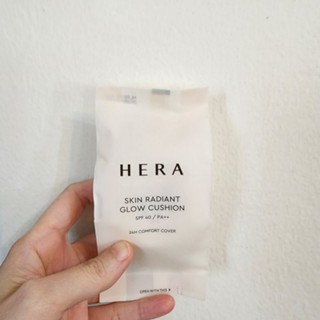 HERA
SKIN RADIANT
GLOW CUSHION
SPF 40 / PA++